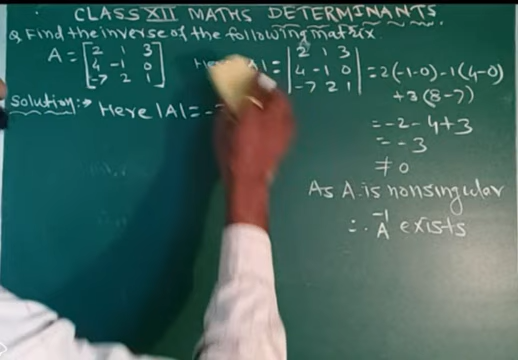 CLASS XII MATHS DETERMINANTS
Q. Find the inverse of the following matrix.
A = [2 1 3
4 -1 0
-7 2 1]
Here |A| = |2 1 3
4 -1 0
-7 2 1| = 2(-1-0)-1(4-0)
+3(8-7)
= -2-4+3
= -3
≠ 0
As A is nonsingular
∴ A⁻¹ exists
Solution:→ Here |A| = -